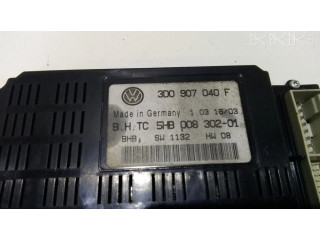 3D0 907 040 F
Made in Germany 1 03 16/03
B.H.TC 5HB 008 302-01
BHB, SW 1132 HW 08